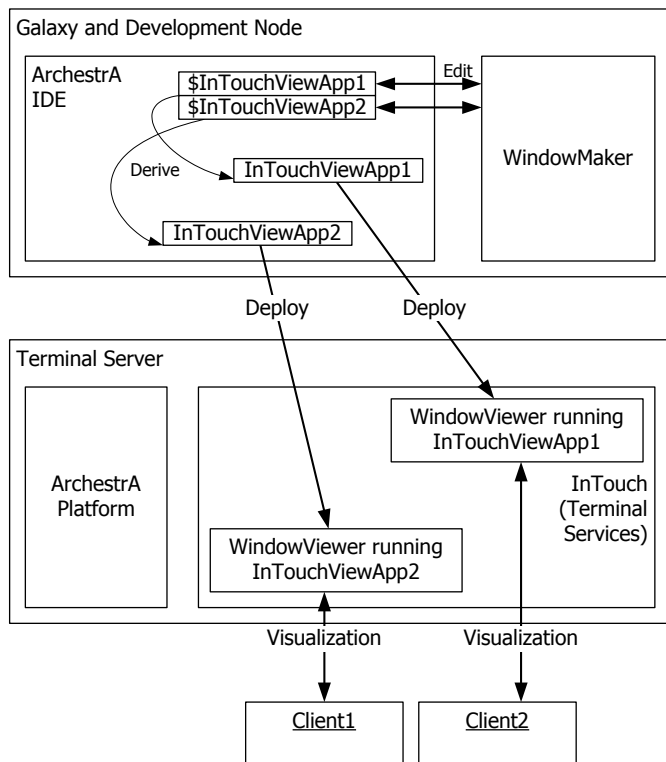 Galaxy and Development Node
ArchestrA
IDE
$InTouchViewApp1
$InTouchViewApp2
Edit
WindowMaker
Derive
InTouchViewApp1
InTouchViewApp2
Deploy
Deploy
Terminal Server
ArchestrA
Platform
WindowViewer running
InTouchViewApp1
InTouch
(Terminal
Services)
WindowViewer running
InTouchViewApp2
Visualization
Visualization
Client1
Client2